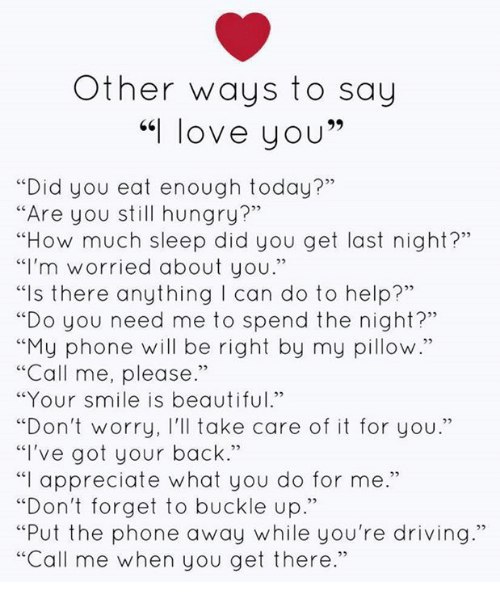 Other ways to say
“I love you”
“Did you eat enough today?”
“Are you still hungry?”
“How much sleep did you get last night?”
“I'm worried about you.”
“Is there anything I can do to help?”
“Do you need me to spend the night?”
“My phone will be right by my pillow.”
“Call me, please.”
“Your smile is beautiful.”
“Don't worry, I'll take care of it for you.”
“I've got your back.”
“I appreciate what you do for me.”
“Don't forget to buckle up.”
“Put the phone away while you're driving.”
“Call me when you get there.”